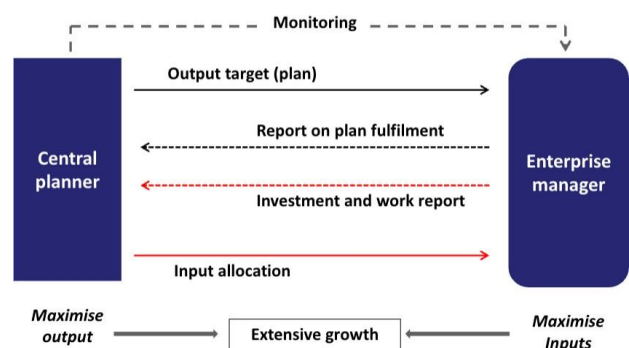 Monitoring
Output target (plan)
Report on plan fulfilment
Central
planner
Enterprise
manager
Investment and work report
Input allocation
Maximise
output
Extensive growth
Maximise
Inputs